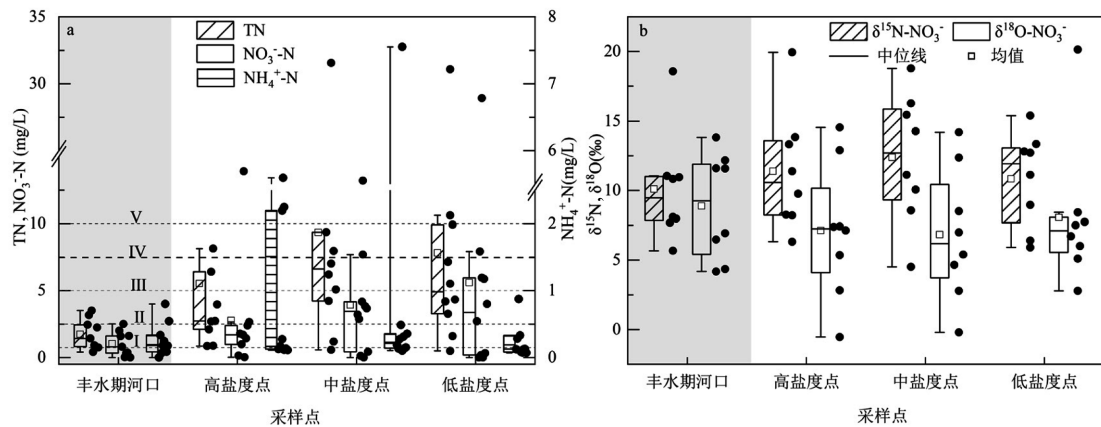 a
TN
NO₃⁻-N
NH₄⁺-N
35
30
10
5
0
TN, NO₃⁻-N (mg/L)
8
7
6
2
1
0
NH₄⁺-N(mg/L)
V
IV
III
II
I
丰水期河口 高盐度点 中盐度点 低盐度点
采样点
b
δ¹⁵N-NO₃⁻ δ¹⁸O-NO₃⁻
中位线 均值
20
15
10
5
0
δ¹⁵N, δ¹⁸O(‰)
丰水期河口 高盐度点 中盐度点 低盐度点
采样点